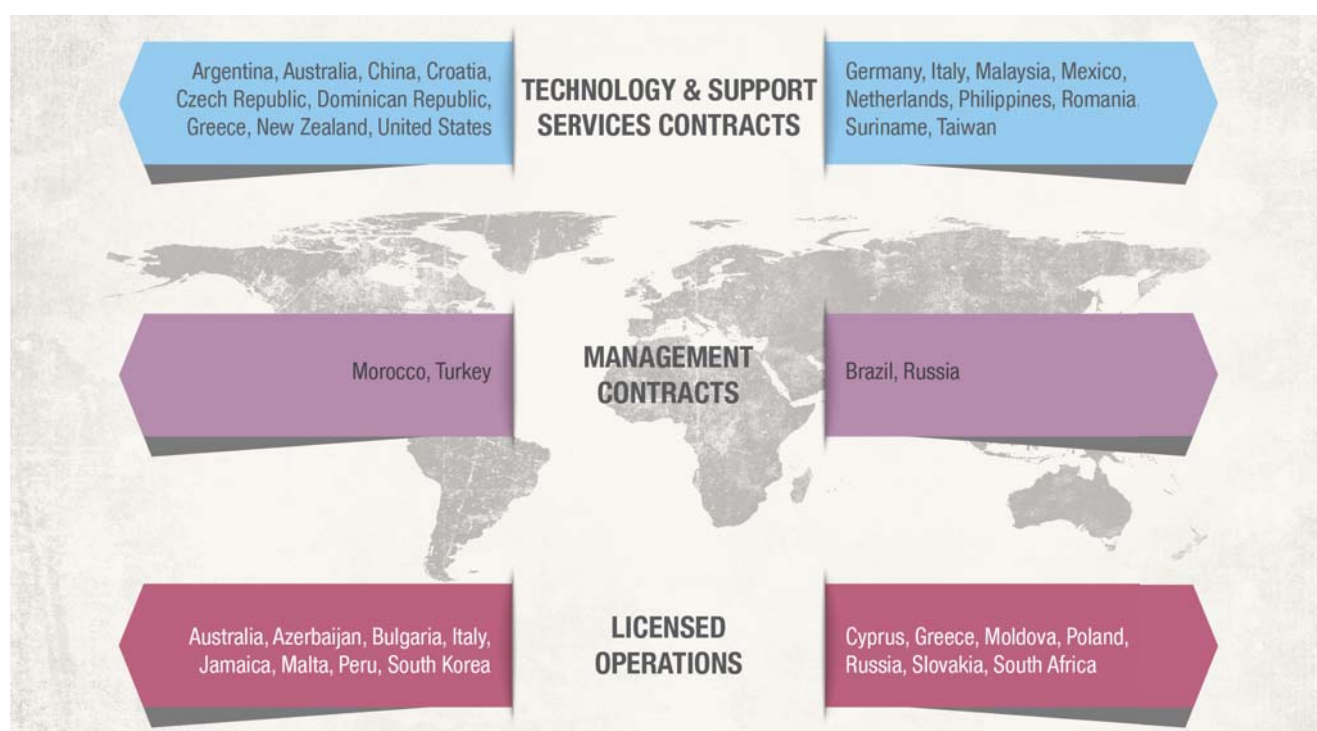 Argentina, Australia, China, Croatia,
Czech Republic, Dominican Republic,
Greece, New Zealand, United States
TECHNOLOGY & SUPPORT
SERVICES CONTRACTS
Germany, Italy, Malaysia, Mexico,
Netherlands, Philippines, Romania,
Suriname, Taiwan
Morocco, Turkey
MANAGEMENT
CONTRACTS
Brazil, Russia
Australia, Azerbaijan, Bulgaria, Italy,
Jamaica, Malta, Peru, South Korea
LICENSED
OPERATIONS
Cyprus, Greece, Moldova, Poland,
Russia, Slovakia, South Africa